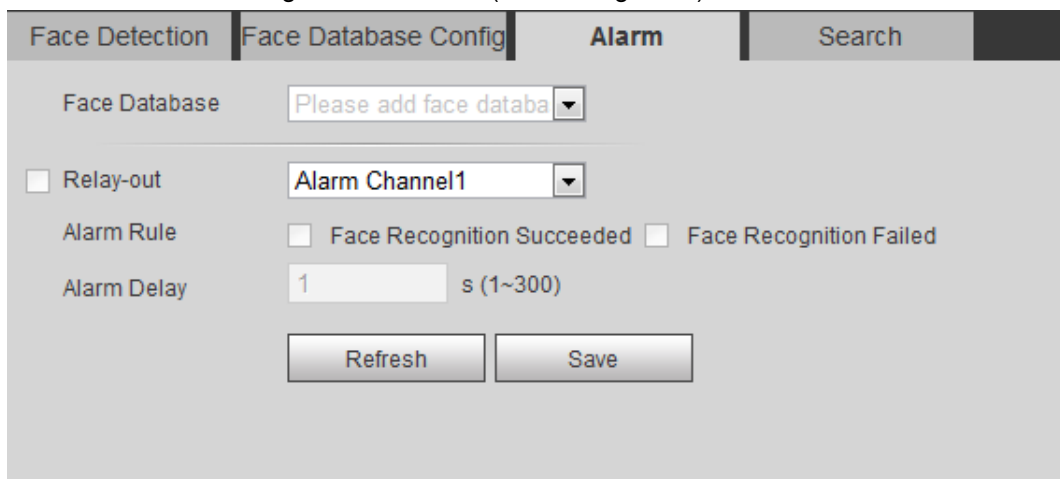 Face Detection Face Database Config Alarm Search
Face Database Please add face databa
Relay-out Alarm Channel1
Alarm Rule Face Recognition Succeeded Face Recognition Failed
Alarm Delay 1 s (1~300)
Refresh Save